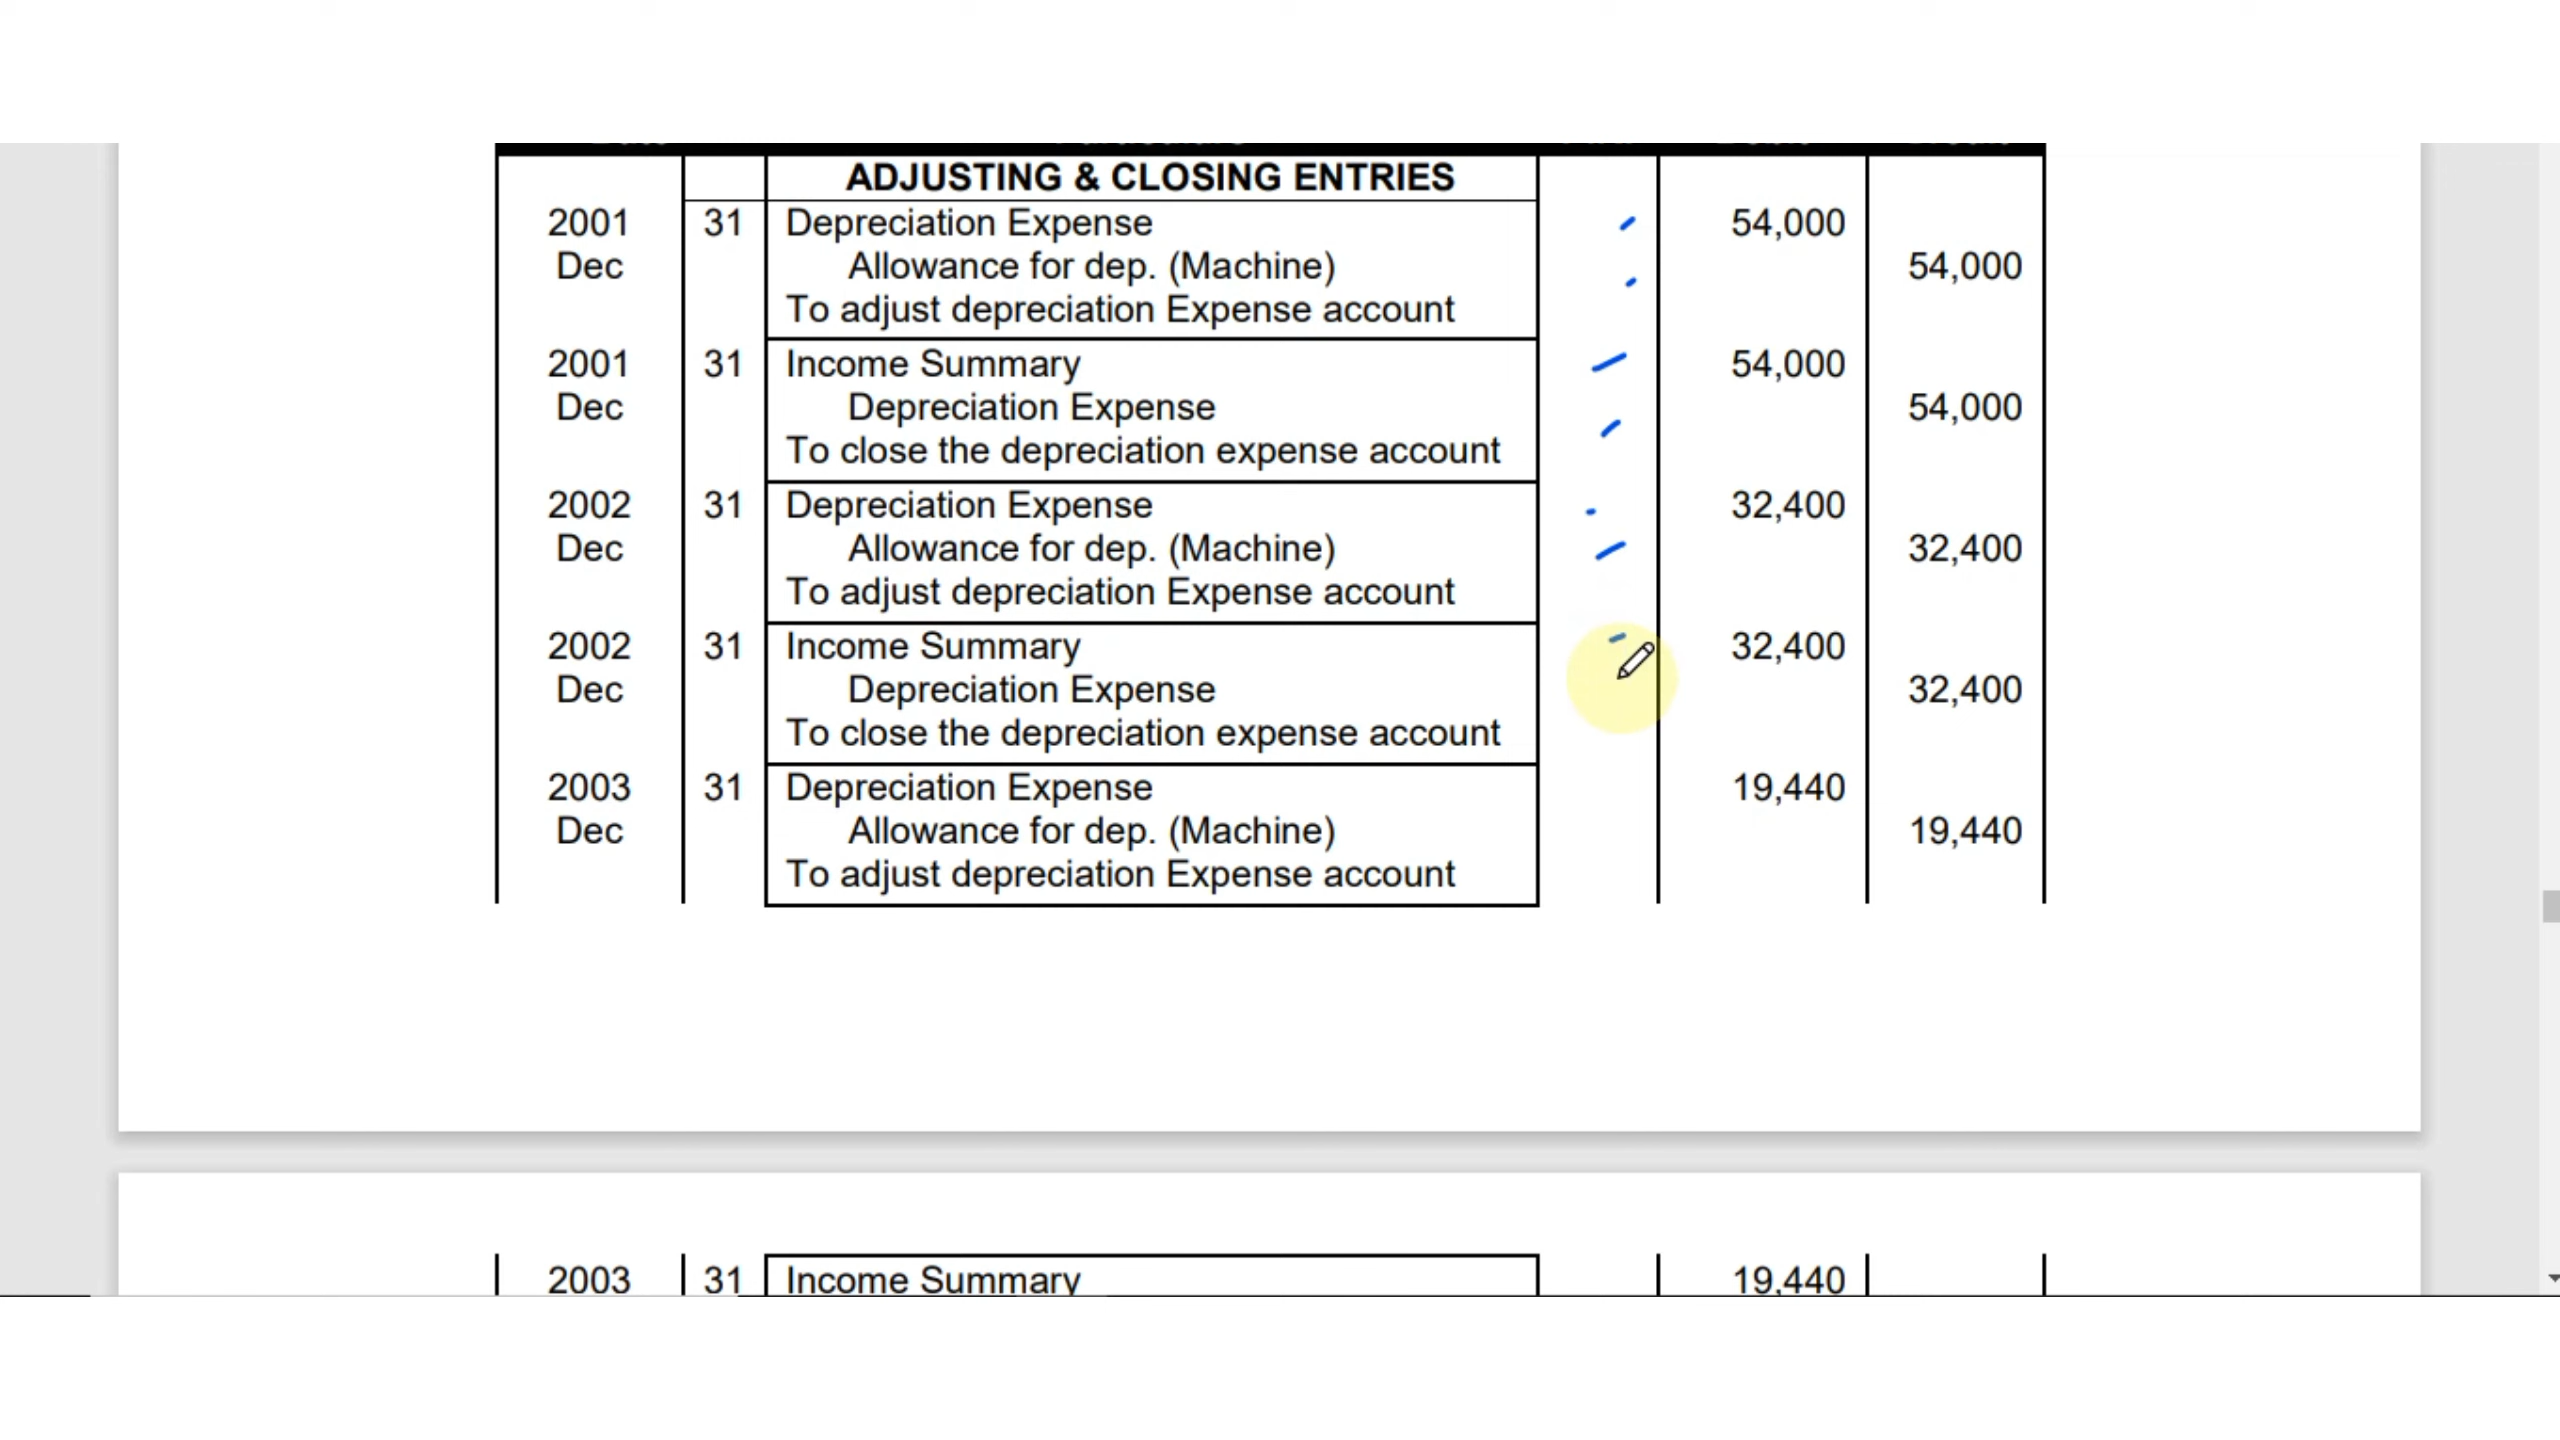 ADJUSTING & CLOSING ENTRIES
2001 31 Depreciation Expense 54,000
Dec Allowance for dep. (Machine) 54,000
To adjust depreciation Expense account
2001 31 Income Summary 54,000
Dec Depreciation Expense 54,000
To close the depreciation expense account
2002 31 Depreciation Expense 32,400
Dec Allowance for dep. (Machine) 32,400
To adjust depreciation Expense account
2002 31 Income Summary 32,400
Dec Depreciation Expense 32,400
To close the depreciation expense account
2003 31 Depreciation Expense 19,440
Dec Allowance for dep. (Machine) 19,440
To adjust depreciation Expense account
2003 31 Income Summary 19,440